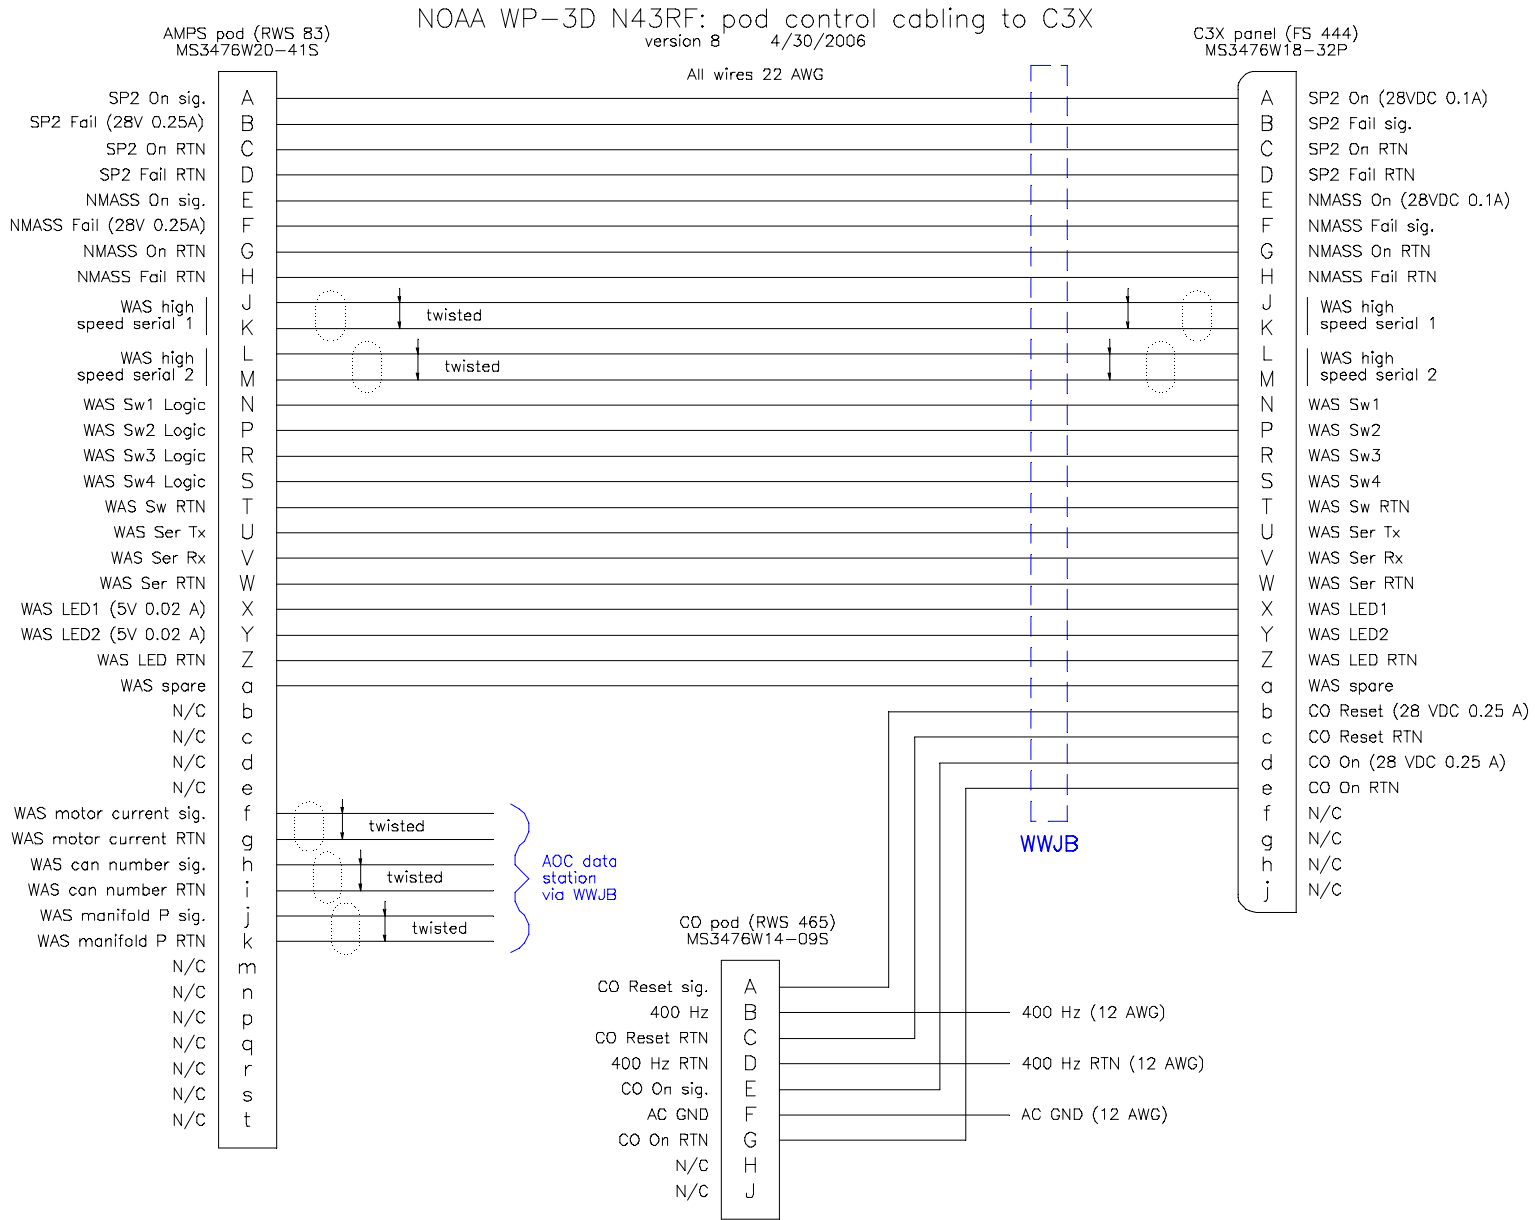 NOAA WP-3D N43RF: pod control cabling to C3X
version 8 4/30/2006
All wires 22 AWG
AMPS pod (RWS 83)
MS3476W20-41S
SP2 On sig. A
SP2 Fail (28V 0.25A) B
SP2 On RTN C
SP2 Fail RTN D
NMASS On sig. E
NMASS Fail (28V 0.25A) F
NMASS On RTN G
NMASS Fail RTN H
WAS high
speed serial 1
J
K
twisted
WAS high
speed serial 2
L
M
twisted
WAS Sw1 Logic N
WAS Sw2 Logic P
WAS Sw3 Logic R
WAS Sw4 Logic S
WAS Sw RTN T
WAS Ser Tx U
WAS Ser Rx V
WAS Ser RTN W
WAS LED1 (5V 0.02 A) X
WAS LED2 (5V 0.02 A) Y
WAS LED RTN Z
WAS spare a
N/C b
N/C c
N/C d
N/C e
WAS motor current sig. f
twisted
WAS motor current RTN g
WAS can number sig. h
twisted
WAS can number RTN i
WAS manifold P sig. j
twisted
WAS manifold P RTN k
N/C m
N/C n
N/C p
N/C q
N/C r
N/C s
N/C t
AOC data
station
via WWJB
WWJB
C3X panel (FS 444)
MS3476W18-32P
A SP2 On (28VDC 0.1A)
B SP2 Fail sig.
C SP2 On RTN
D SP2 Fail RTN
E NMASS On (28VDC 0.1A)
F NMASS Fail sig.
G NMASS On RTN
H NMASS Fail RTN
J
K
WAS high
speed serial 1
L
M
WAS high
speed serial 2
N WAS Sw1
P WAS Sw2
R WAS Sw3
S WAS Sw4
T WAS Sw RTN
U WAS Ser Tx
V WAS Ser Rx
W WAS Ser RTN
X WAS LED1
Y WAS LED2
Z WAS LED RTN
a WAS spare
b CO Reset (28 VDC 0.25 A)
c CO Reset RTN
d CO On (28 VDC 0.25 A)
e CO On RTN
f N/C
g N/C
h N/C
j N/C
CO pod (RWS 465)
MS3476W14-09S
CO Reset sig. A
400 Hz B 400 Hz (12 AWG)
CO Reset RTN C
400 Hz RTN D 400 Hz RTN (12 AWG)
CO On sig. E
AC GND F AC GND (12 AWG)
CO On RTN G
N/C H
N/C J